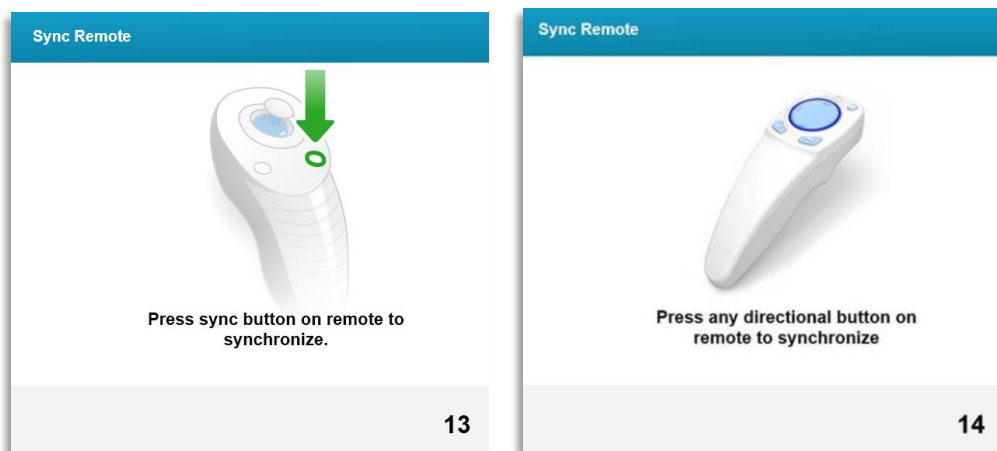 Sync Remote
Press sync button on remote to
synchronize.
13
Sync Remote
Press any directional button on
remote to synchronize
14